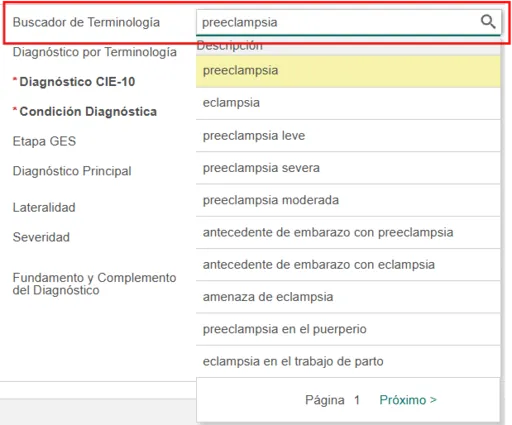 Buscador de Terminología
preeclampsia
Descripción
Diagnóstico por Terminología
preeclampsia
*Diagnóstico CIE-10
eclampsia
*Condición Diagnóstica
preeclampsia leve
Etapa GES
preeclampsia severa
Diagnóstico Principal
preeclampsia moderada
Lateralidad
antecedente de embarazo con preeclampsia
Severidad
antecedente de embarazo con eclampsia
Fundamento y Complemento
del Diagnóstico
amenaza de eclampsia
preeclampsia en el puerperio
eclampsia en el trabajo de parto
Página 1 Próximo >